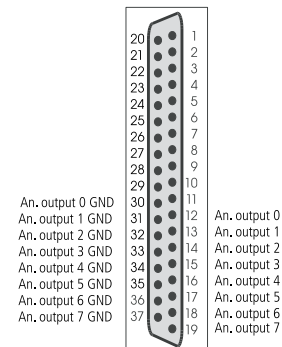 20
21
22
23
24
25
26
27
28
29
An. output 0 GND 30
An. output 1 GND 31
An. output 2 GND 32
An. output 3 GND 33
An. output 4 GND 34
An. output 5 GND 35
An. output 6 GND 36
An. output 7 GND 37
1
2
3
4
5
6
7
8
9
10
11
12 An. output 0
13 An. output 1
14 An. output 2
15 An. output 3
16 An. output 4
17 An. output 5
18 An. output 6
19 An. output 7